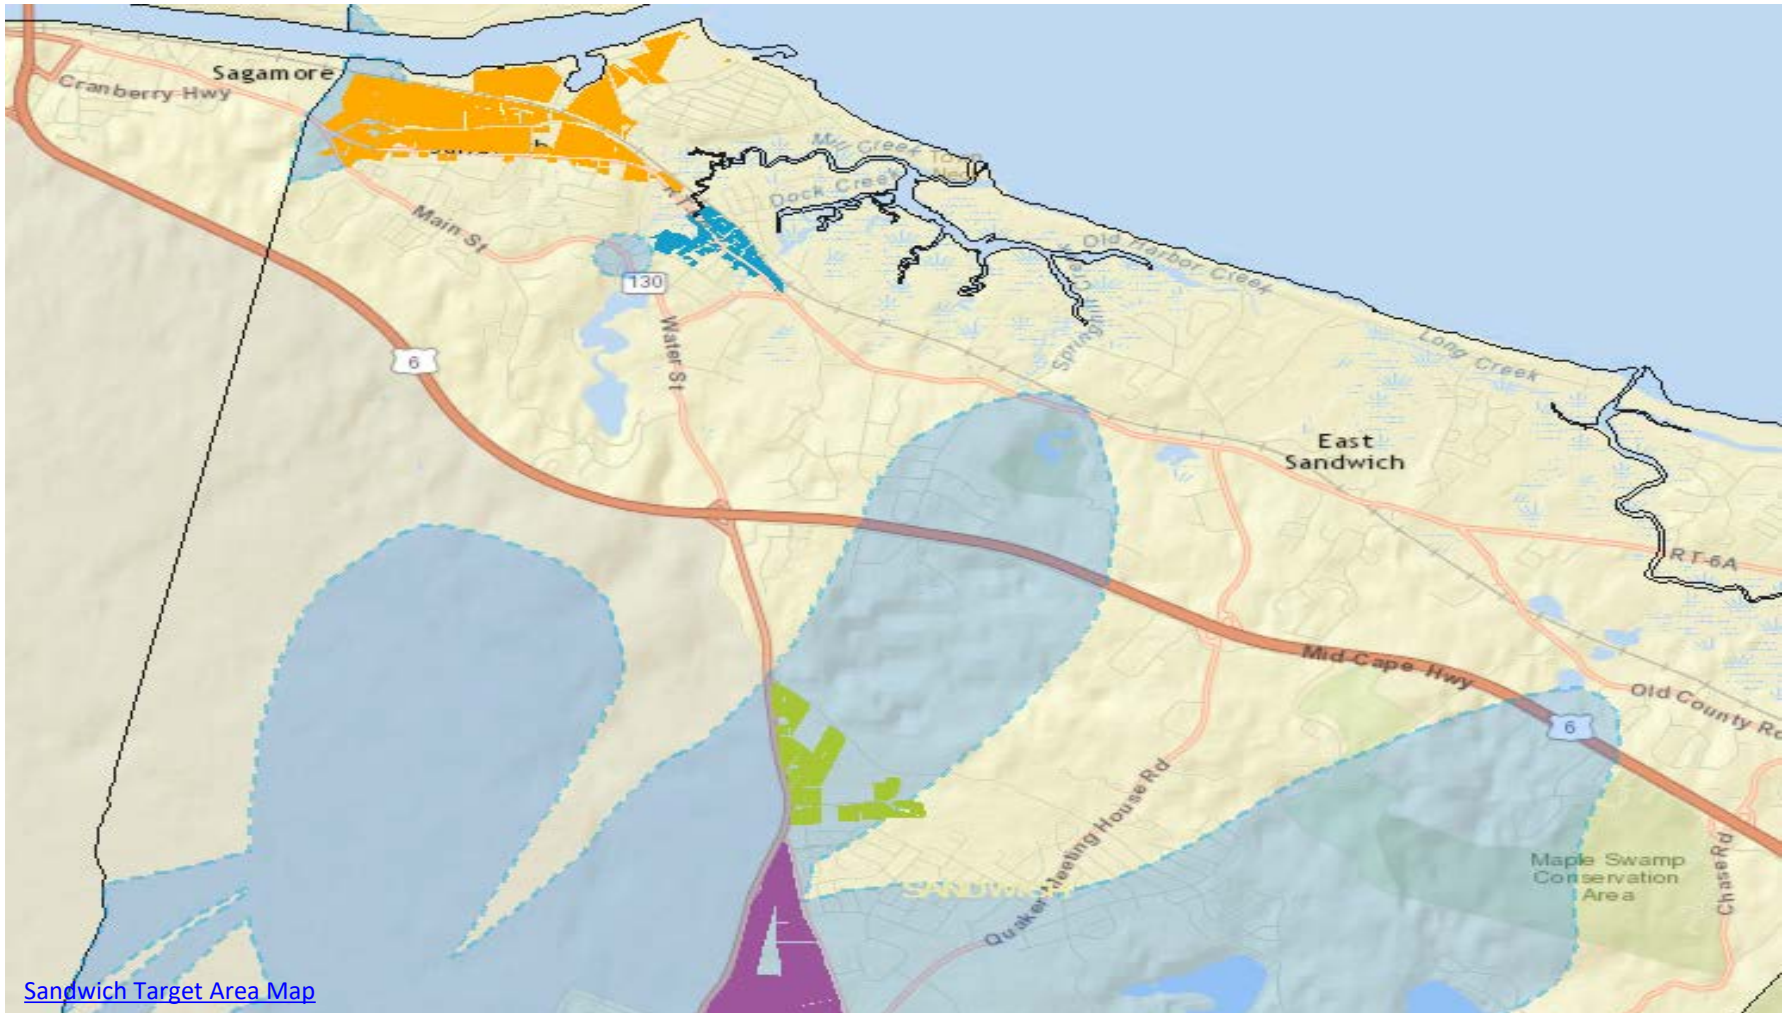 Sagamore
Cranberry Hwy
Mill Creek
Town
Dock Creek
Main St
Old Harbor Creek
130
Water St
6
Long Creek
East
Sandwich
RT-6A
Mid-Cape Hwy
Old County Rd
6
Quaker Meeting House Rd
Maple Swamp
Conservation
Area
Chase Rd
SANDWICH
Sandwich Target Area Map